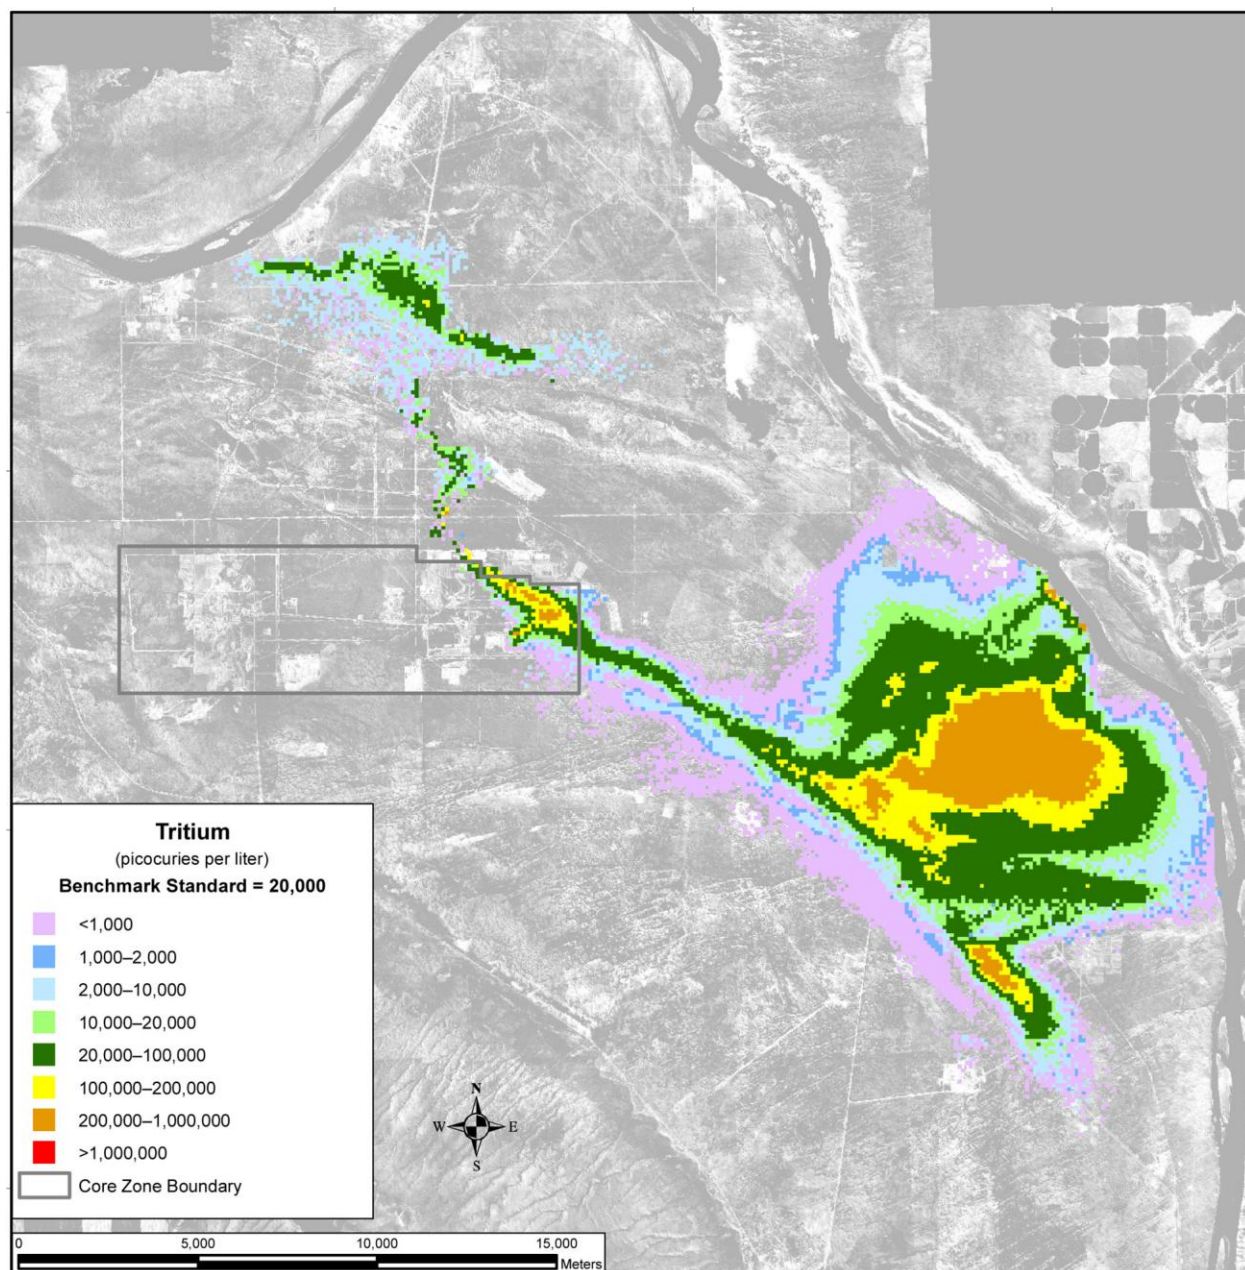 Tritium
(picocuries per liter)
Benchmark Standard = 20,000
<1,000
1,000–2,000
2,000–10,000
10,000–20,000
20,000–100,000
100,000–200,000
200,000–1,000,000
>1,000,000
Core Zone Boundary
N
W E
S
0 5,000 10,000 15,000
Meters